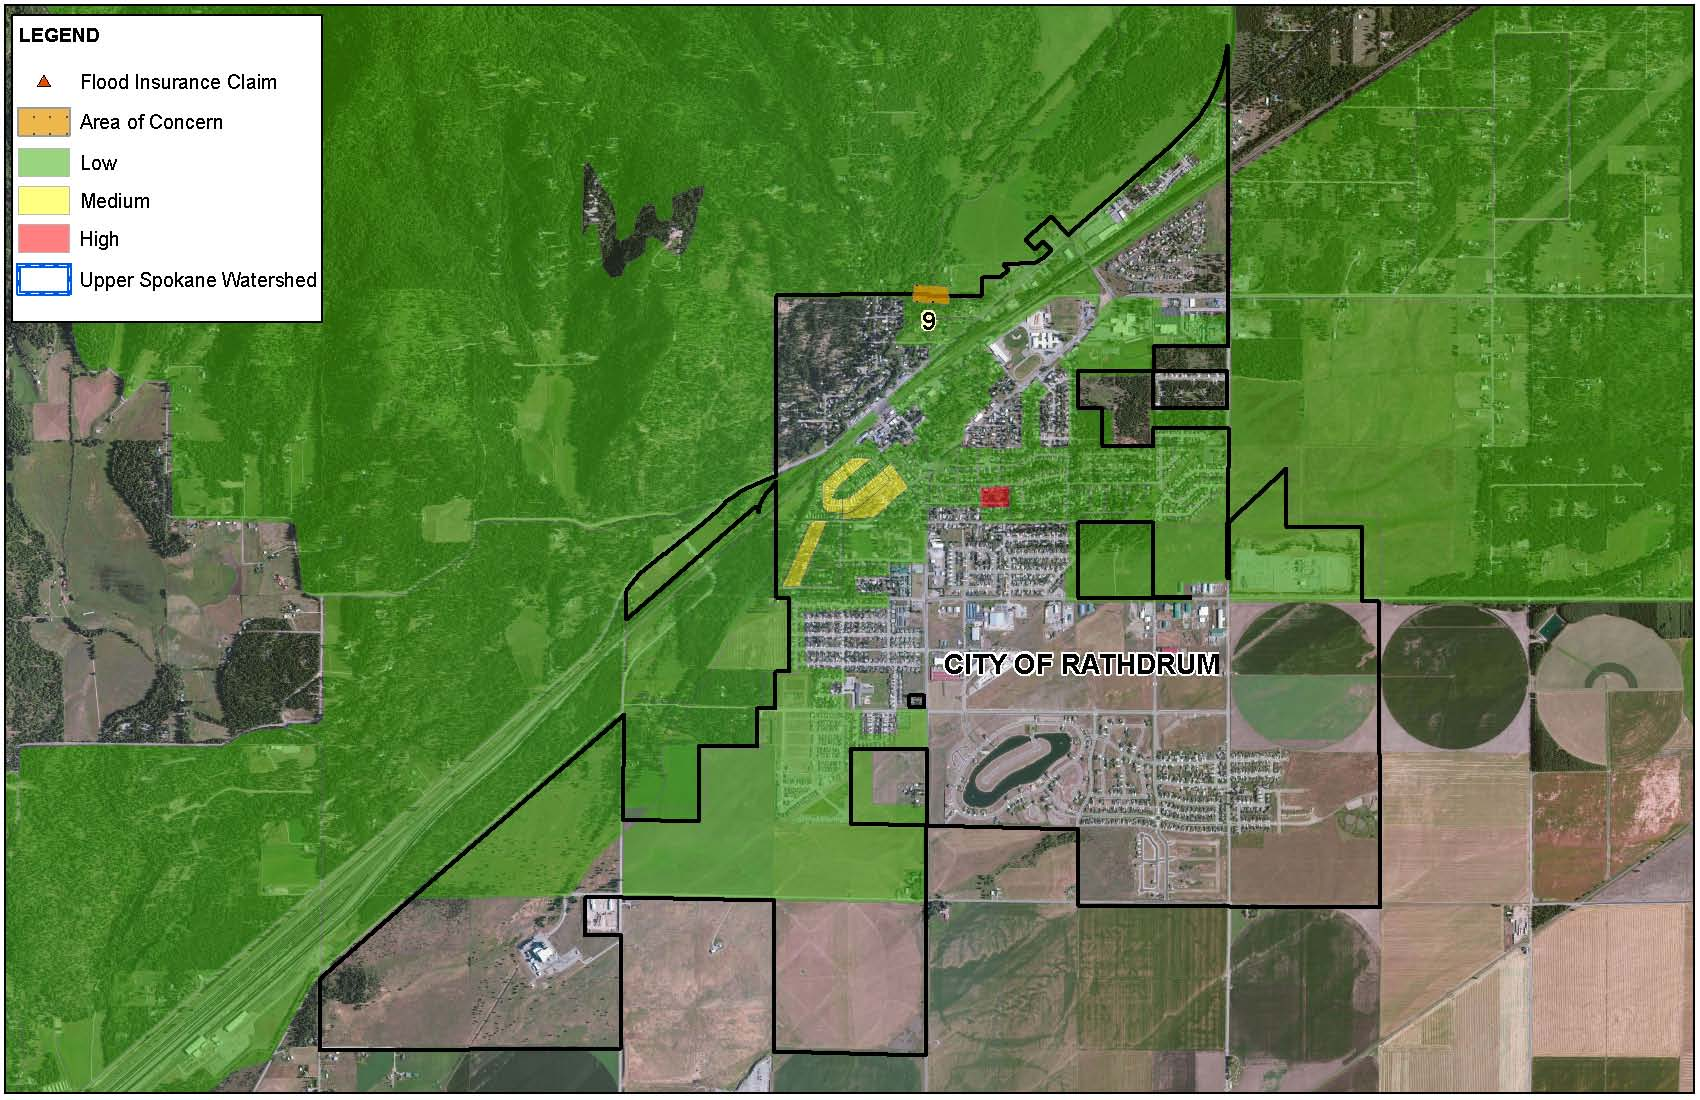 LEGEND
Flood Insurance Claim
Area of Concern
Low
Medium
High
Upper Spokane Watershed
9
CITY OF RATHDRUM